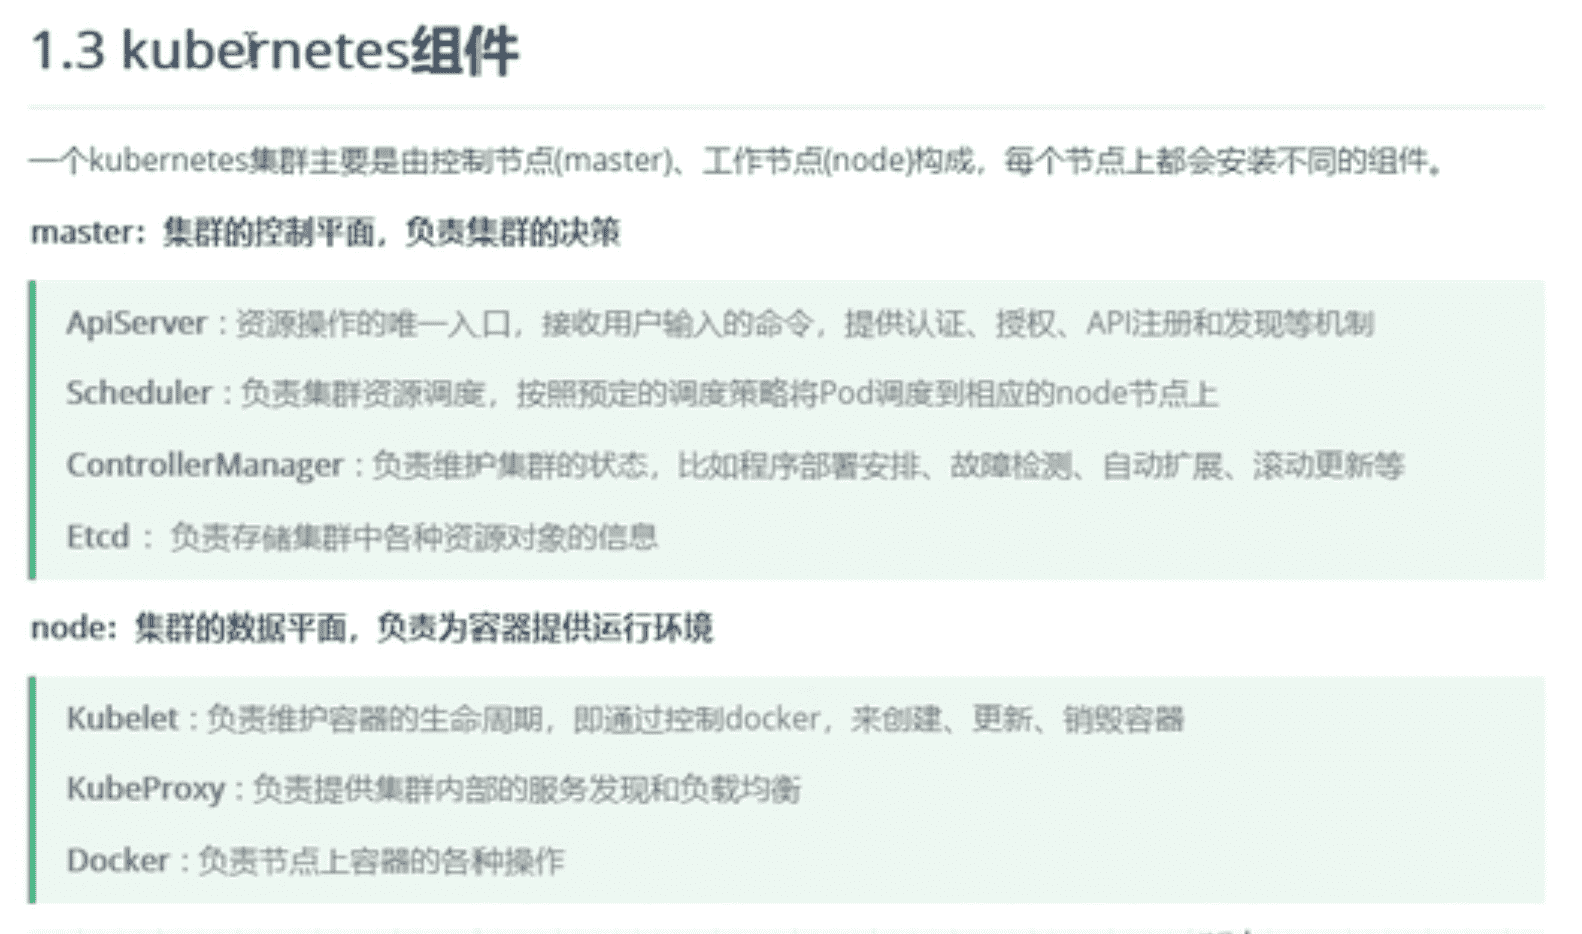 1.3 kubernetes组件
一个kubernetes集群主要是由控制节点(master)、工作节点(node)构成，每个节点上都会安装不同的组件。
master：集群的控制平面，负责集群的决策
ApiServer : 资源操作的唯一入口，接收用户输入的命令，提供认证、授权、API注册和发现等机制
Scheduler : 负责集群资源调度，按照预定的调度策略将Pod调度到相应的node节点上
ControllerManager : 负责维护集群的状态，比如程序部署安排、故障检测、自动扩展、滚动更新等
Etcd ： 负责存储集群中各种资源对象的信息
node：集群的数据平面，负责为容器提供运行环境
Kubelet : 负责维护容器的生命周期，即通过控制docker，来创建、更新、销毁容器
KubeProxy : 负责提供集群内部的服务发现和负载均衡
Docker : 负责节点上容器的各种操作